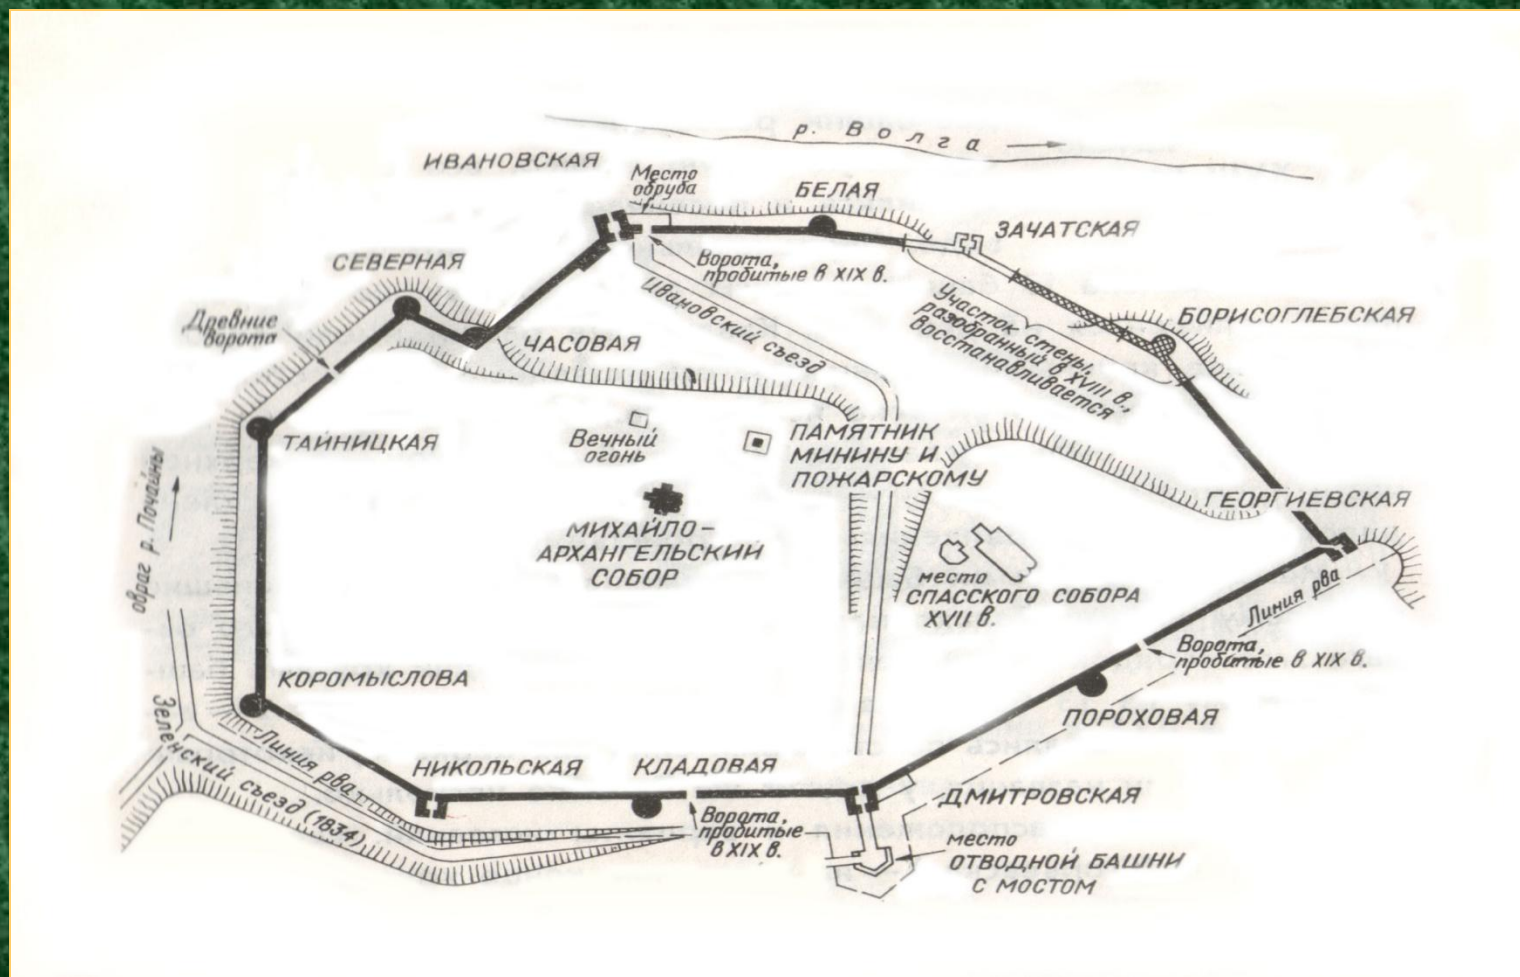 р. Волга
ИВАНОВСКАЯ
Место
обруба
БЕЛАЯ
ЗАЧАТСКАЯ
СЕВЕРНАЯ
Ворота,
пробитые в XIX в.
Ивановский съезд
Участок стены,
разобранный в XVIII в.,
восстанавливается
БОРИСОГЛЕБСКАЯ
Древние
ворота
ЧАСОВАЯ
ТАЙНИЦКАЯ
Вечный
огонь
ПАМЯТНИК
МИНИНУ И
ПОЖАРСКОМУ
овраг р. Почайны
МИХАЙЛО-
АРХАНГЕЛЬСКИЙ
СОБОР
ГЕОРГИЕВСКАЯ
место
СПАССКОГО СОБОРА
XVII в.
Линия рва
Ворота,
пробитые в XIX в.
КОРОМЫСЛОВА
ПОРОХОВАЯ
Зеленский съезд (1834)
Линия рва
НИКОЛЬСКАЯ
КЛАДОВАЯ
ДМИТРОВСКАЯ
Ворота,
пробитые
в XIX в.
место
ОТВОДНОЙ БАШНИ
С МОСТОМ